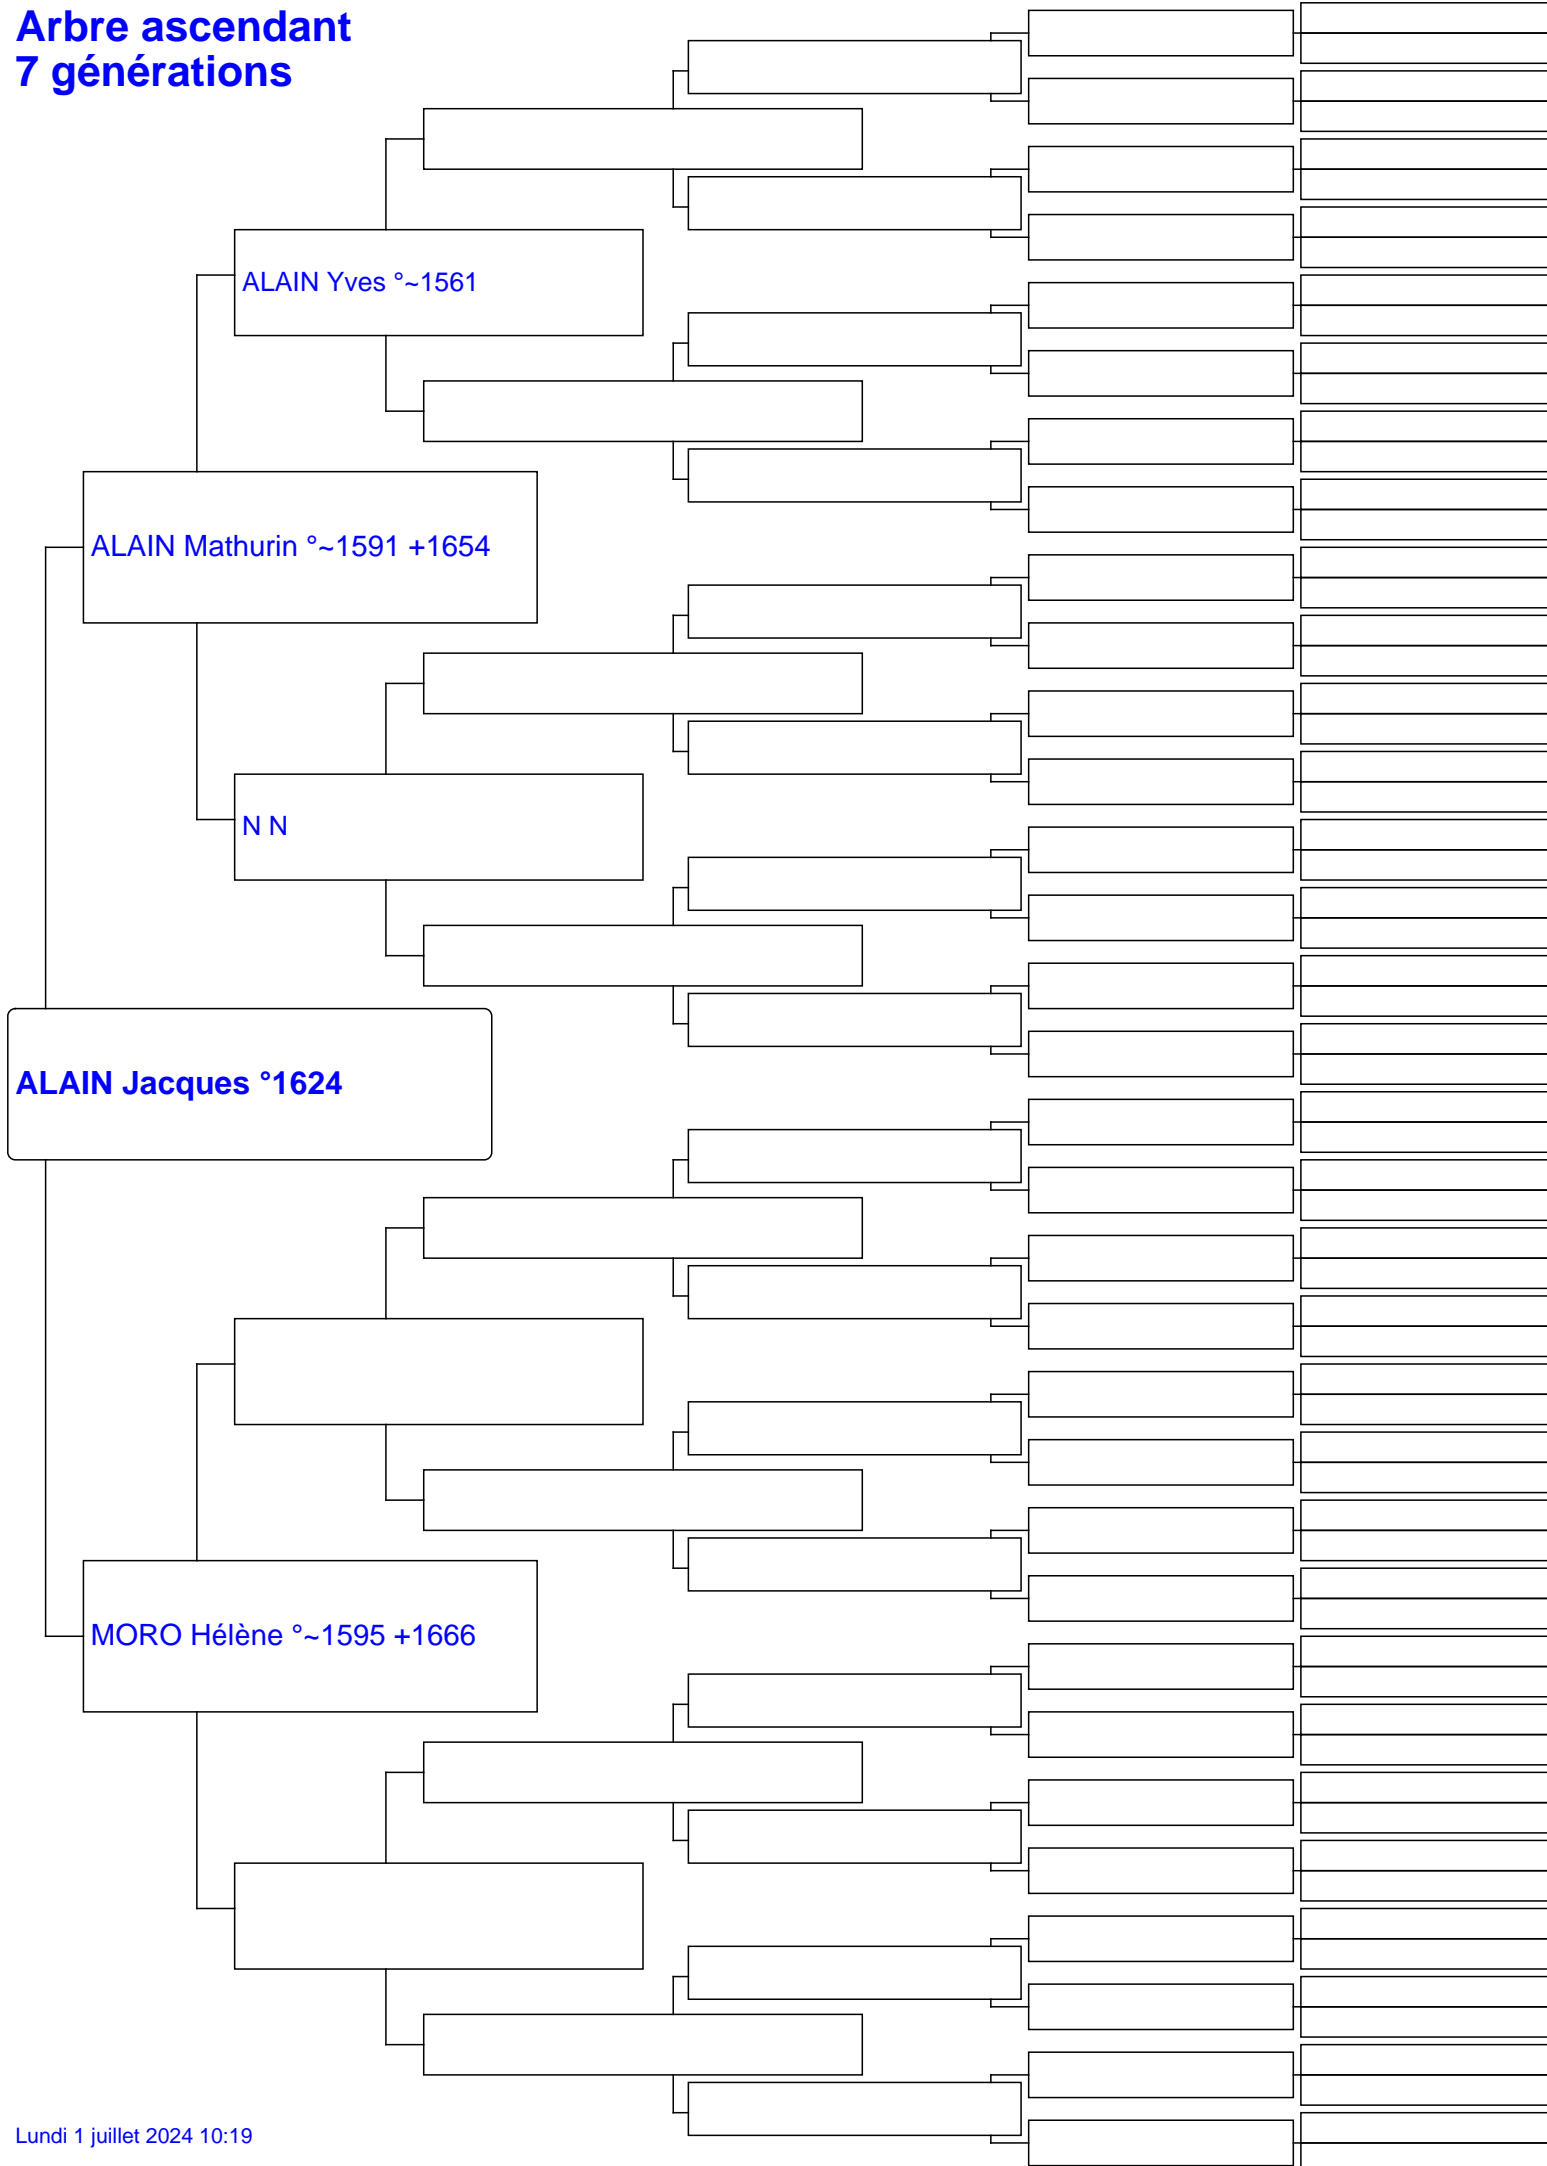 Arbre ascendant
7 générations
ALAIN Yves °~1561
ALAIN Mathurin °~1591 +1654
N N
ALAIN Jacques °1624
MORO Hélène °~1595 +1666
Lundi 1 juillet 2024 10:19